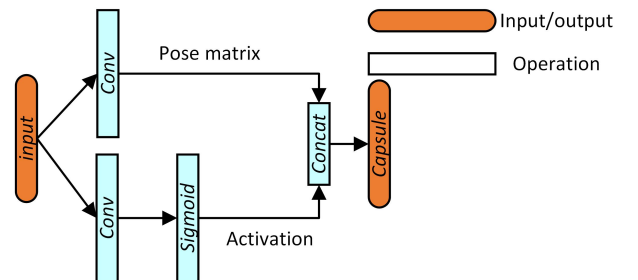 Input/output
Pose matrix
Operation
Conv
input
Capsule
Concat
Conv
Sigmoid
Activation